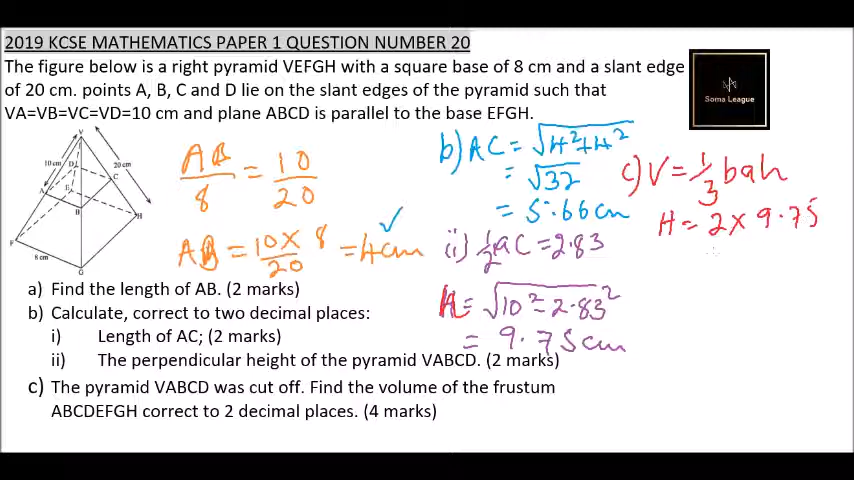 2019 KCSE MATHEMATICS PAPER 1 QUESTION NUMBER 20
The figure below is a right pyramid VEFGH with a square base of 8 cm and a slant edge
of 20 cm. points A, B, C and D lie on the slant edges of the pyramid such that
VA=VB=VC=VD=10 cm and plane ABCD is parallel to the base EFGH.
Soma League
V
10 cm
20 cm
D
C
A
E
B
H
F
8 cm
G
AB/8 = 10/20
AB = 10 × 8/20 = 4cm ✓
b) AC = √4²+4²
= √32
= 5.66cm
ii) ½AC = 2.83
h = √10² - 2.83²
= 9.75cm
c) V = ⅓ bah
H = 2 × 9.75
a) Find the length of AB. (2 marks)
b) Calculate, correct to two decimal places:
i) Length of AC; (2 marks)
ii) The perpendicular height of the pyramid VABCD. (2 marks)
c) The pyramid VABCD was cut off. Find the volume of the frustum
ABCDEFGH correct to 2 decimal places. (4 marks)